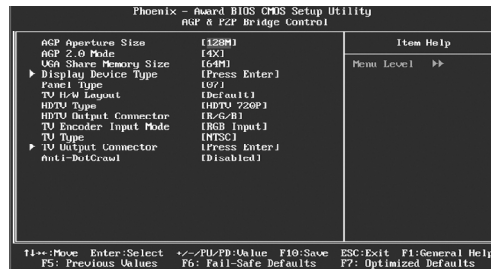 Phoenix - Award BIOS CMOS Setup Utility
AGP & P2P Bridge Control
AGP Aperture Size [128M]
AGP 2.0 Mode [4X]
VGA Share Memory Size [64M]
▶ Display Device Type [Press Enter]
Panel Type [07]
TV H/W Layout [Default]
HDTV Type [HDTV 720P]
HDTV Output Connector [R/G/B]
TV Encoder Input Mode [RGB Input]
TV Type [NTSC]
▶ TV Output Connector [Press Enter]
Anti-DotCrawl [Disabled]
Item Help
Menu Level ▶▶
↑↓→←:Move Enter:Select +/-/PU/PD:Value F10:Save ESC:Exit F1:General Help
F5: Previous Values F6: Fail-Safe Defaults F7: Optimized Defaults